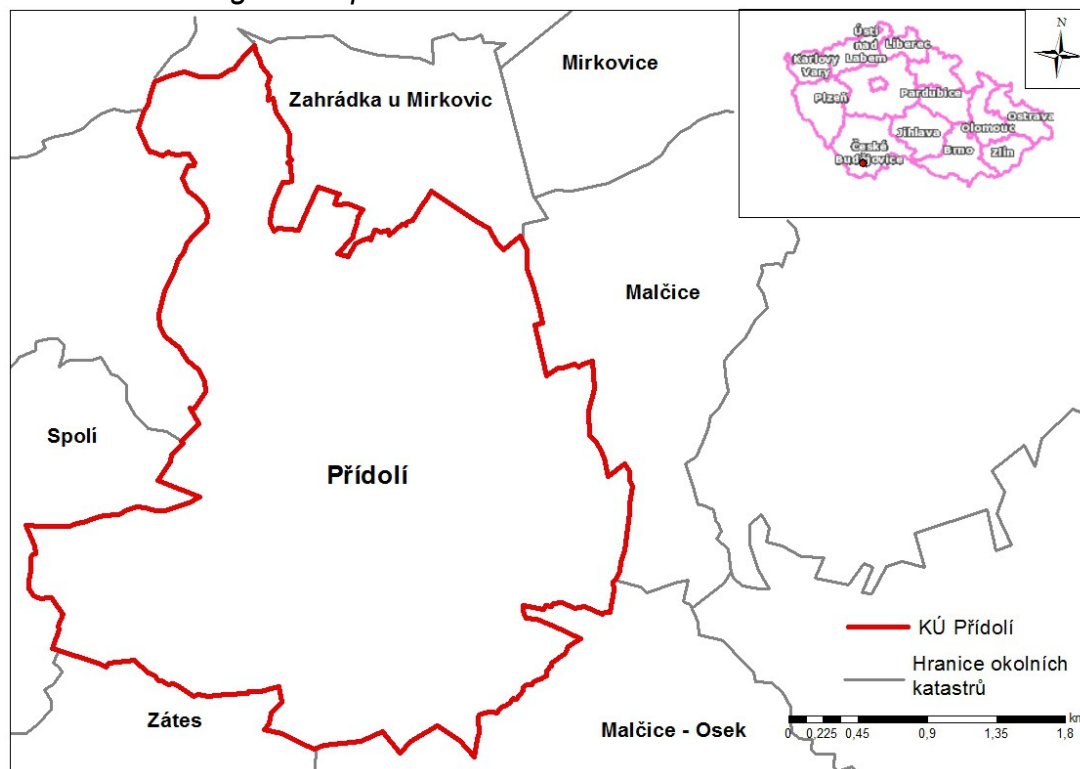 Zahrádka u Mirkovic
Mirkovice
Malčice
Spolí
Přídolí
Zátes
Malčice - Osek
N
Ústí
nad
Labem
Liberec
Karlovy
Vary
Plzeň
Pardubice
Ostrava
Olomouc
Jihlava
Brno
Zlín
České
Budějovice
KÚ Přídolí
Hranice okolních
katastrů
km
0 0,225 0,45 0,9 1,35 1,8